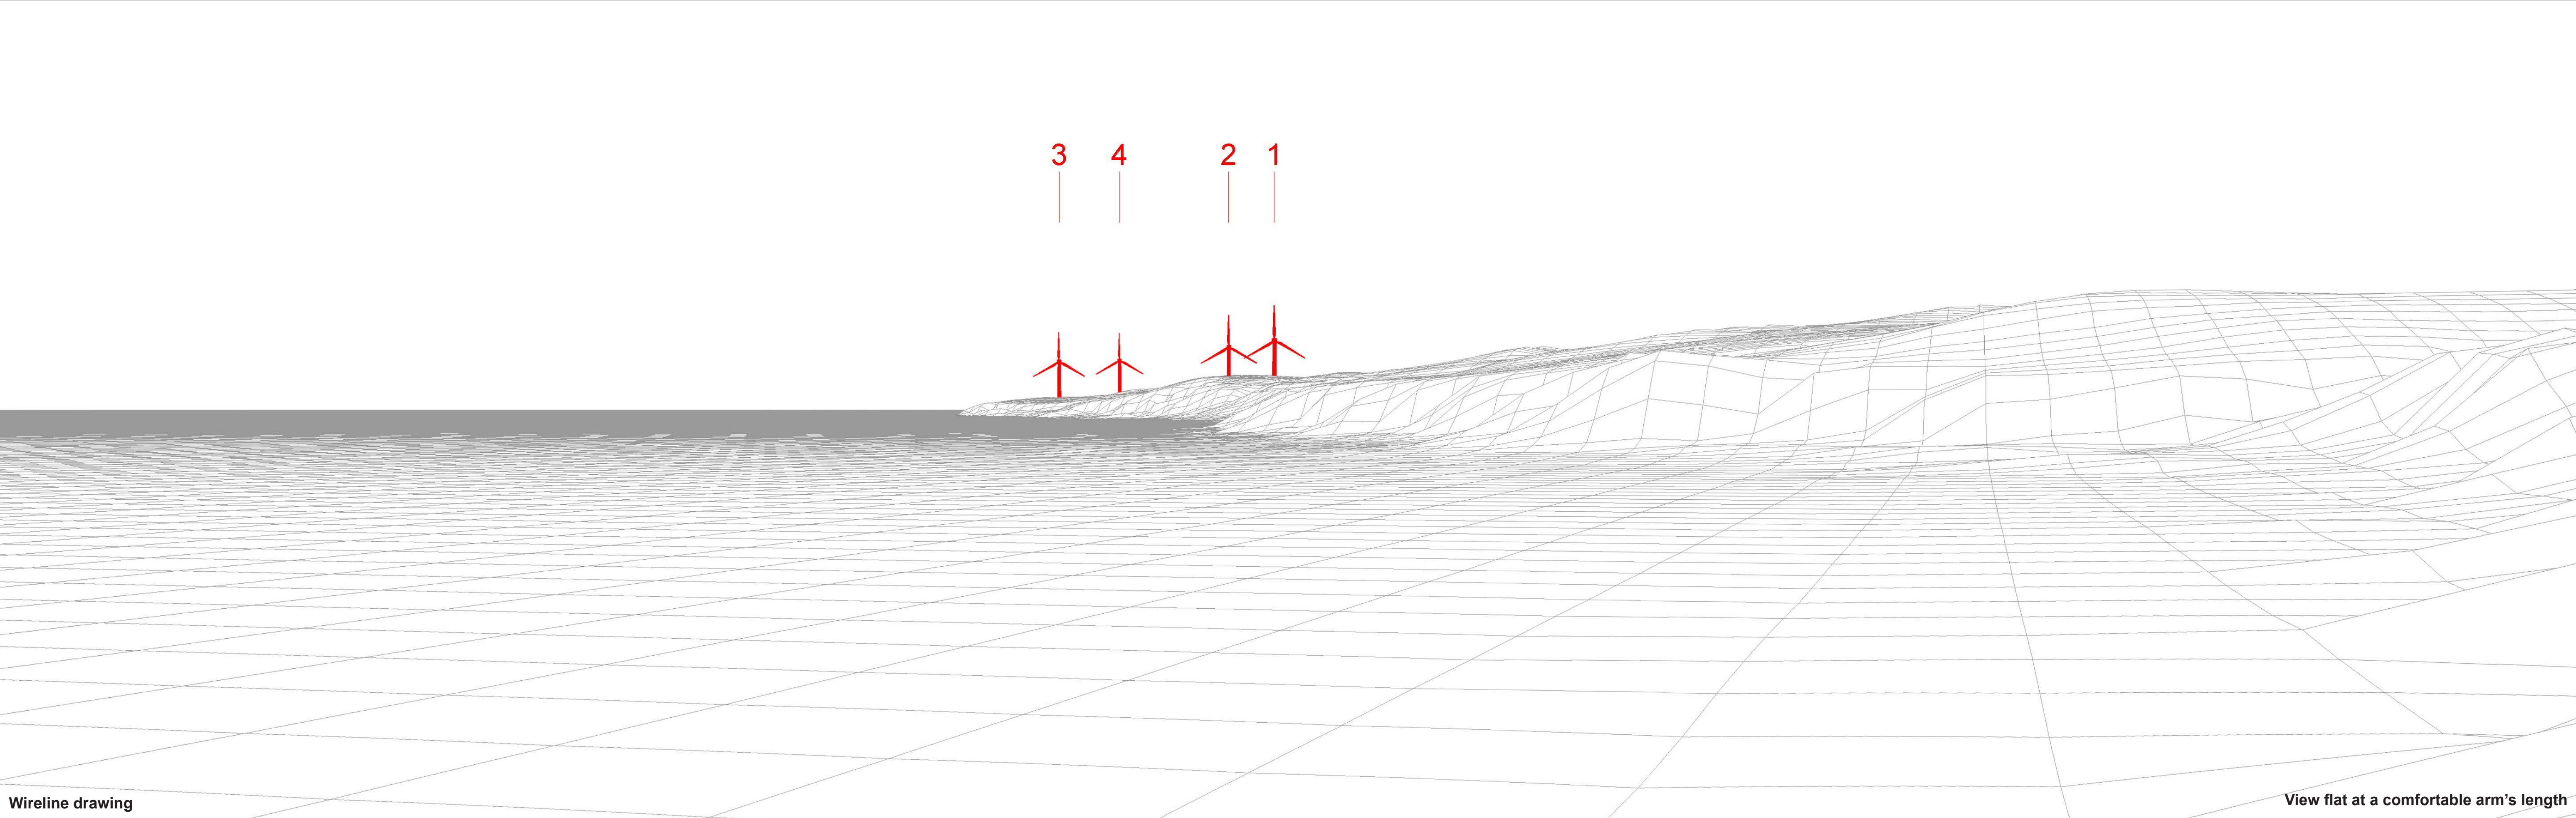 3 4 2 1
Wireline drawing
View flat at a comfortable arm’s length